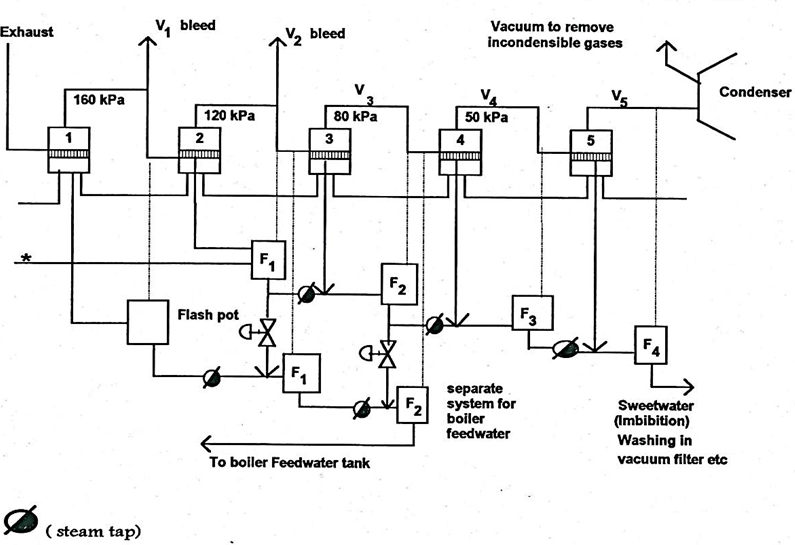 Exhaust
V1 bleed
V2 bleed
Vacuum to remove
incondensible gases
Condenser
160 kPa
120 kPa
V3
80 kPa
V4
50 kPa
V5
1
2
3
4
5
*
F1
F2
F3
F4
Flash pot
F1
F2
separate
system for
boiler
feedwater
Sweetwater
(Imbibition)
Washing in
vacuum filter etc
To boiler Feedwater tank
( steam tap)